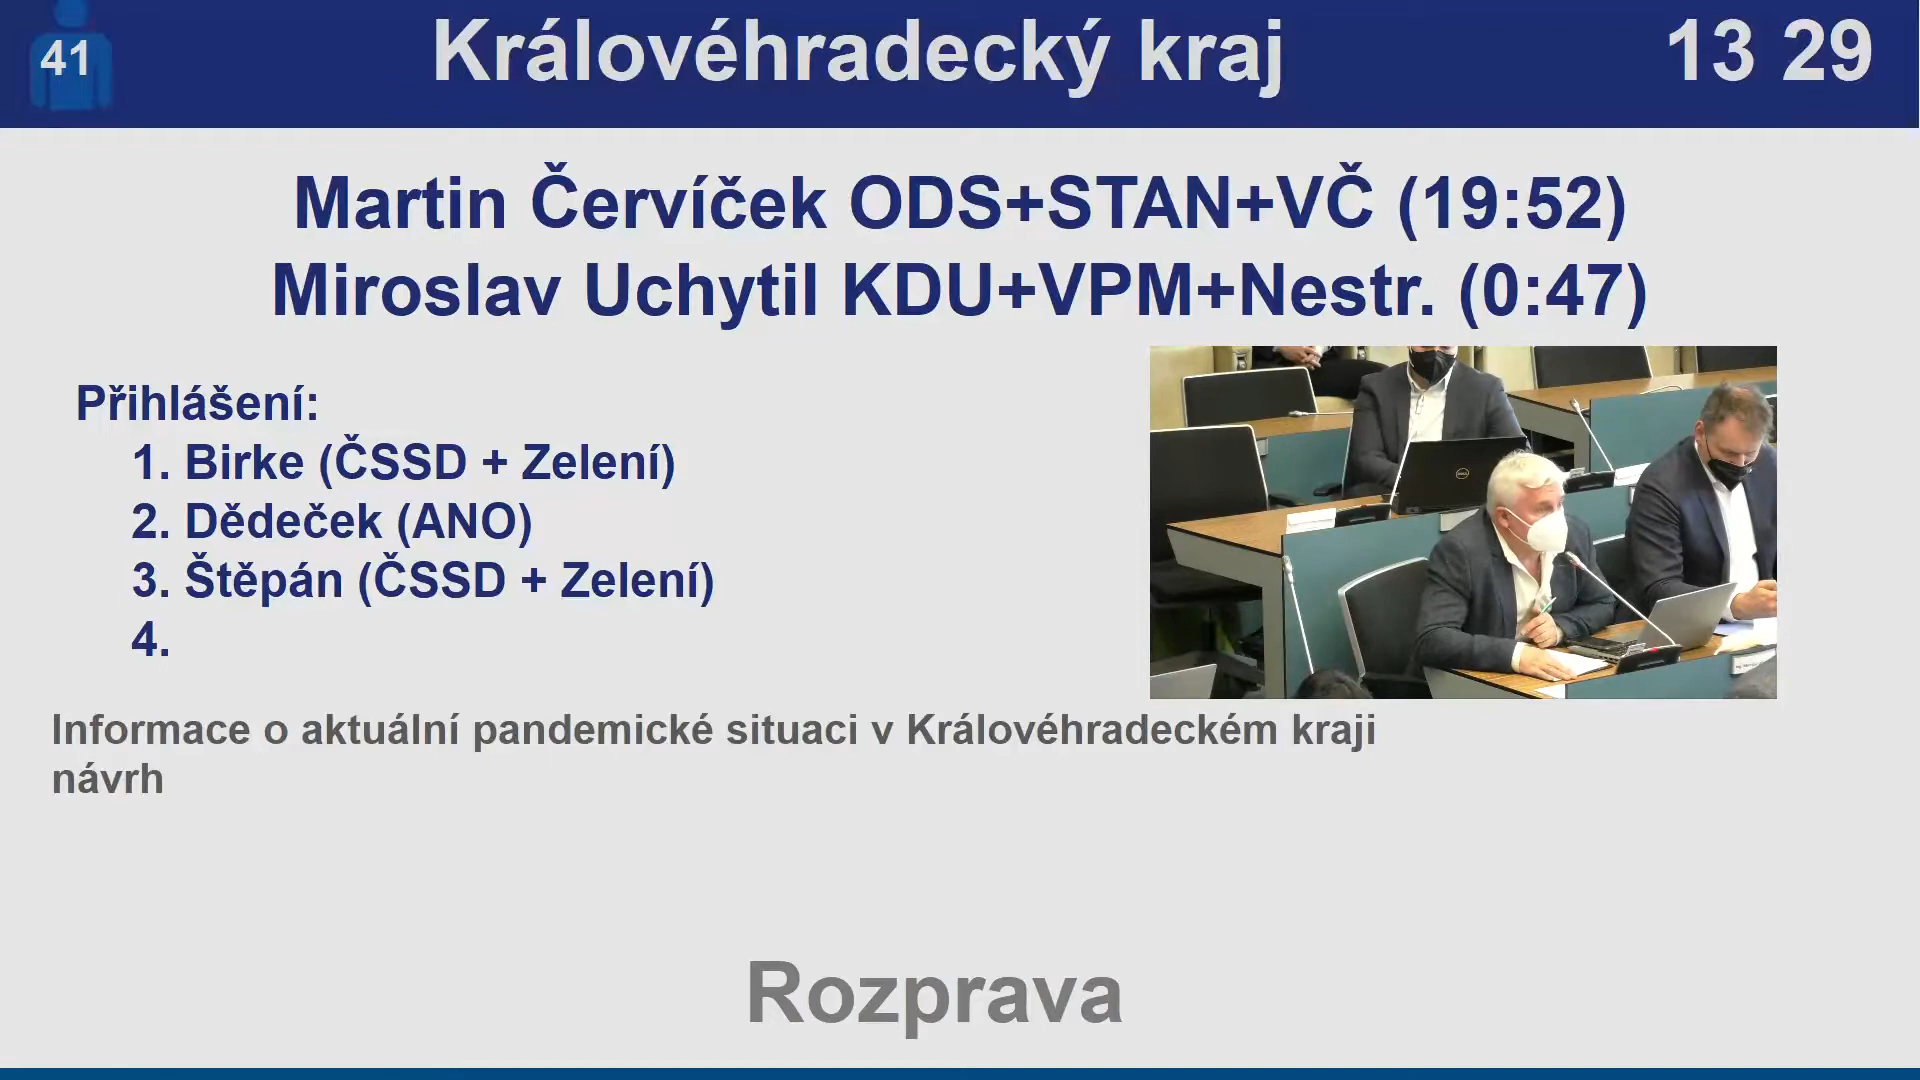 41
Královéhradecký kraj
13 29
Martin Červíček ODS+STAN+VČ (19:52)
Miroslav Uchytil KDU+VPM+Nestr. (0:47)
Přihlášení:
1. Birke (ČSSD + Zelení)
2. Dědeček (ANO)
3. Štěpán (ČSSD + Zelení)
4.
Informace o aktuální pandemické situaci v Královéhradeckém kraji
návrh
Rozprava